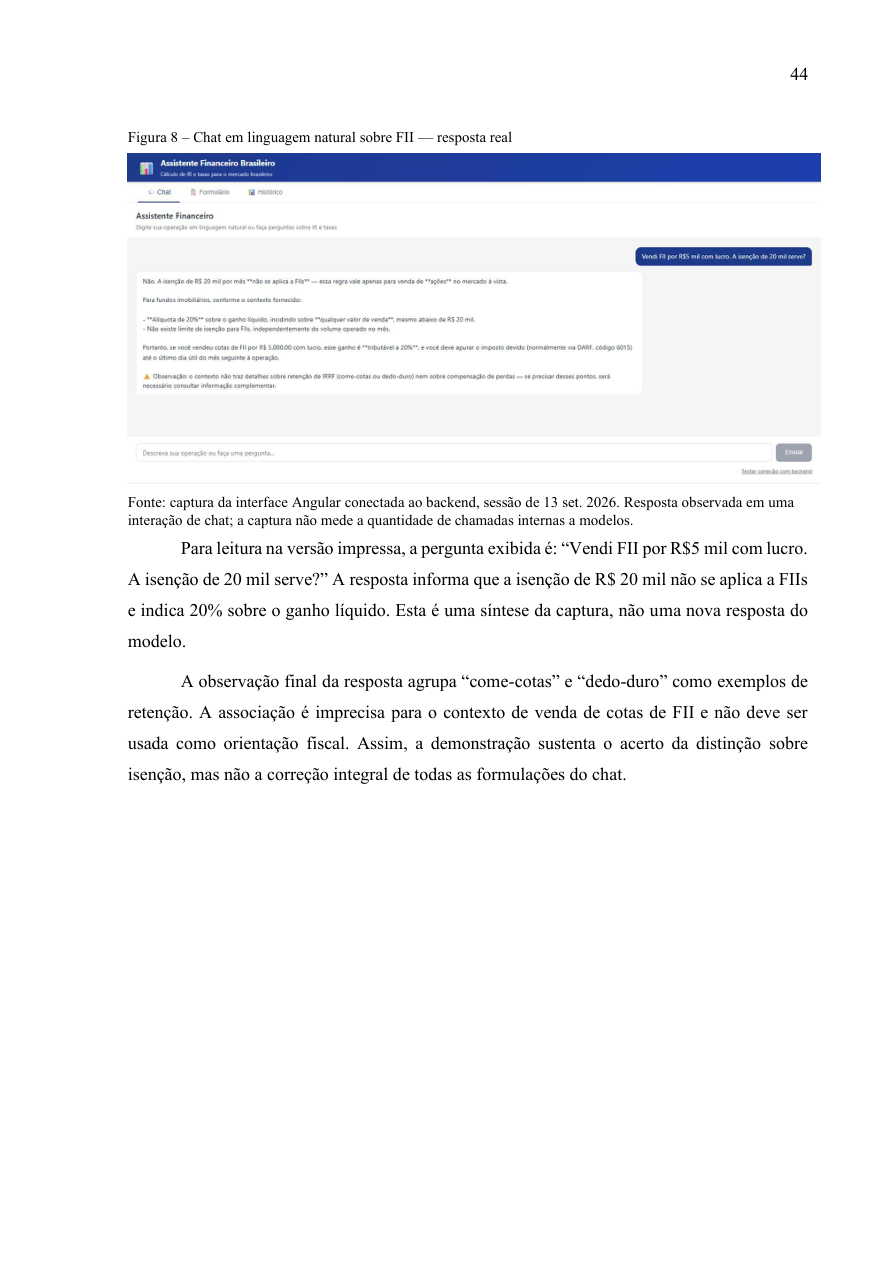 44
Figura 8 – Chat em linguagem natural sobre FII — resposta real
Assistente Financeiro Brasileiro
Cálculo de IR e taxas para o mercado brasileiro
Chat Formulário Histórico
Assistente Financeiro
Digite sua operação em linguagem natural ou faça perguntas sobre IR e taxas
Vendi FII por R$5 mil com lucro. A isenção de 20 mil serve?
Não. A isenção de R$ 20 mil por mês **não se aplica a FIIs** — essa regra vale apenas para venda de **ações** no mercado à vista.
Para fundos imobiliários, conforme o contexto fornecido:
- **Alíquota de 20%** sobre o ganho líquido, incidindo sobre **qualquer valor de venda**, mesmo abaixo de R$ 20 mil.
- Não existe limite de isenção para FIIs, independentemente do volume operado no mês.
Portanto, se você vendeu cotas de FII por R$ 5.000,00 com lucro, esse ganho é **tributável a 20%**, e você deve apurar o imposto devido (normalmente via DARF, código 6015)
até o último dia útil do mês seguinte à operação.
⚠ Observação: o contexto não traz detalhes sobre retenção de IRRF (come-cotas ou dedo-duro) nem sobre compensação de perdas — se precisar desses pontos, será
necessário consultar informação complementar.
Descreva sua operação ou faça uma pergunta...
Enviar
Testar conexão com backend
Fonte: captura da interface Angular conectada ao backend, sessão de 13 set. 2026. Resposta observada em uma
interação de chat; a captura não mede a quantidade de chamadas internas a modelos.
Para leitura na versão impressa, a pergunta exibida é: “Vendi FII por R$5 mil com lucro.
A isenção de 20 mil serve?” A resposta informa que a isenção de R$ 20 mil não se aplica a FIIs
e indica 20% sobre o ganho líquido. Esta é uma síntese da captura, não uma nova resposta do
modelo.
A observação final da resposta agrupa “come-cotas” e “dedo-duro” como exemplos de
retenção. A associação é imprecisa para o contexto de venda de cotas de FII e não deve ser
usada como orientação fiscal. Assim, a demonstração sustenta o acerto da distinção sobre
isenção, mas não a correção integral de todas as formulações do chat.